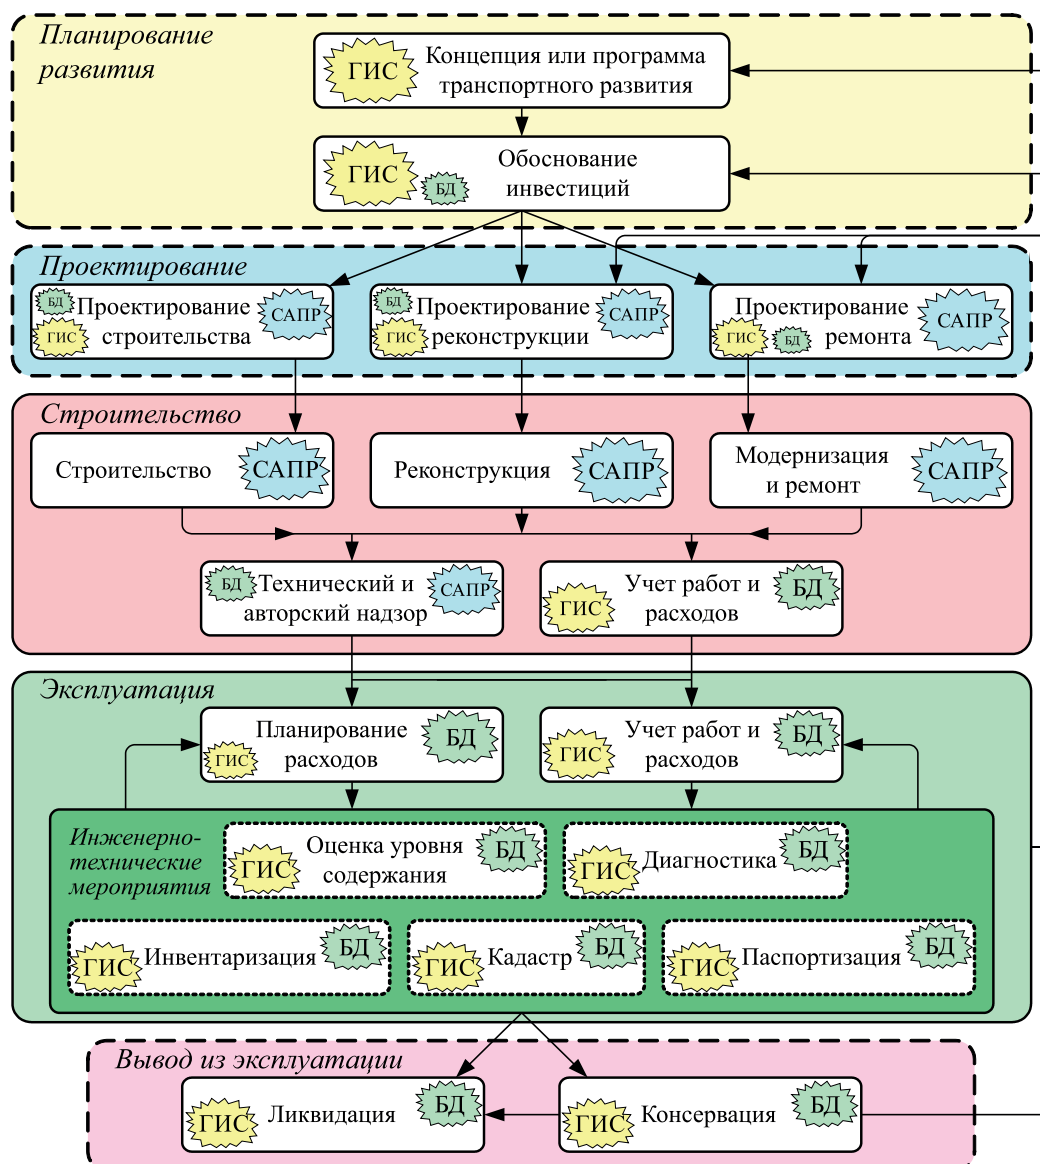 Планирование
развития
ГИС
Концепция или программа
транспортного развития
ГИС
БД
Обоснование
инвестиций
Проектирование
БД
ГИС
Проектирование
строительства
САПР
БД
ГИС
Проектирование
реконструкции
САПР
Проектирование
ремонта
ГИС
БД
САПР
Строительство
Строительство
САПР
Реконструкция
САПР
Модернизация
и ремонт
САПР
БД
Технический и
авторский надзор
САПР
ГИС
Учет работ и
расходов
БД
Эксплуатация
ГИС
Планирование
расходов
БД
ГИС
Учет работ и
расходов
БД
Инженерно-
технические
мероприятия
ГИС
Оценка уровня
содержания
БД
ГИС
Диагностика
БД
ГИС
Инвентаризация
БД
ГИС
Кадастр
БД
ГИС
Паспортизация
БД
Вывод из эксплуатации
ГИС
Ликвидация
БД
ГИС
Консервация
БД